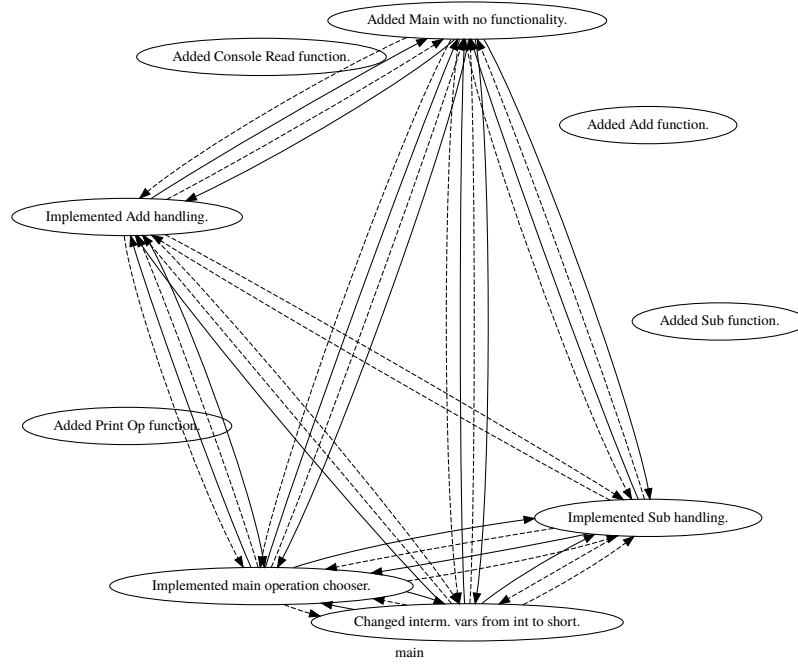 Added Main with no functionality.
Added Console Read function.
Added Add function.
Implemented Add handling.
Added Sub function.
Added Print Op function.
Implemented Sub handling.
Implemented main operation chooser.
Changed interm. vars from int to short.
main